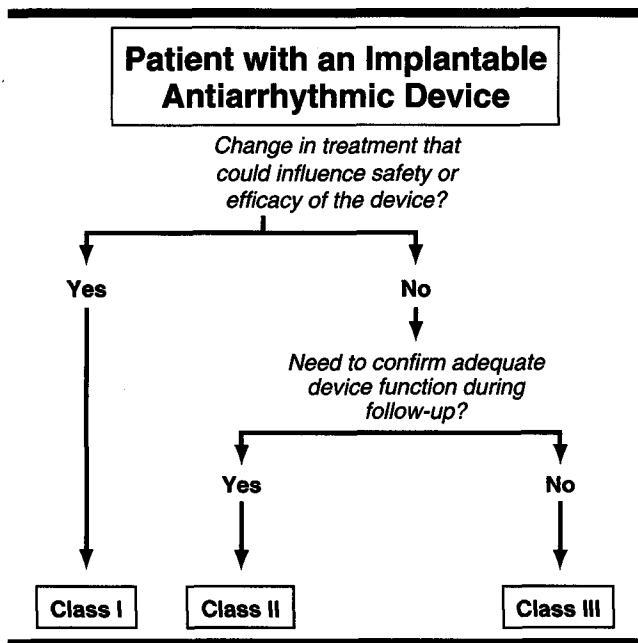 Patient with an Implantable
Antiarrhythmic Device
Change in treatment that
could influence safety or
efficacy of the device?
Yes
No
Need to confirm adequate
device function during
follow-up?
Yes
No
Class I
Class II
Class III